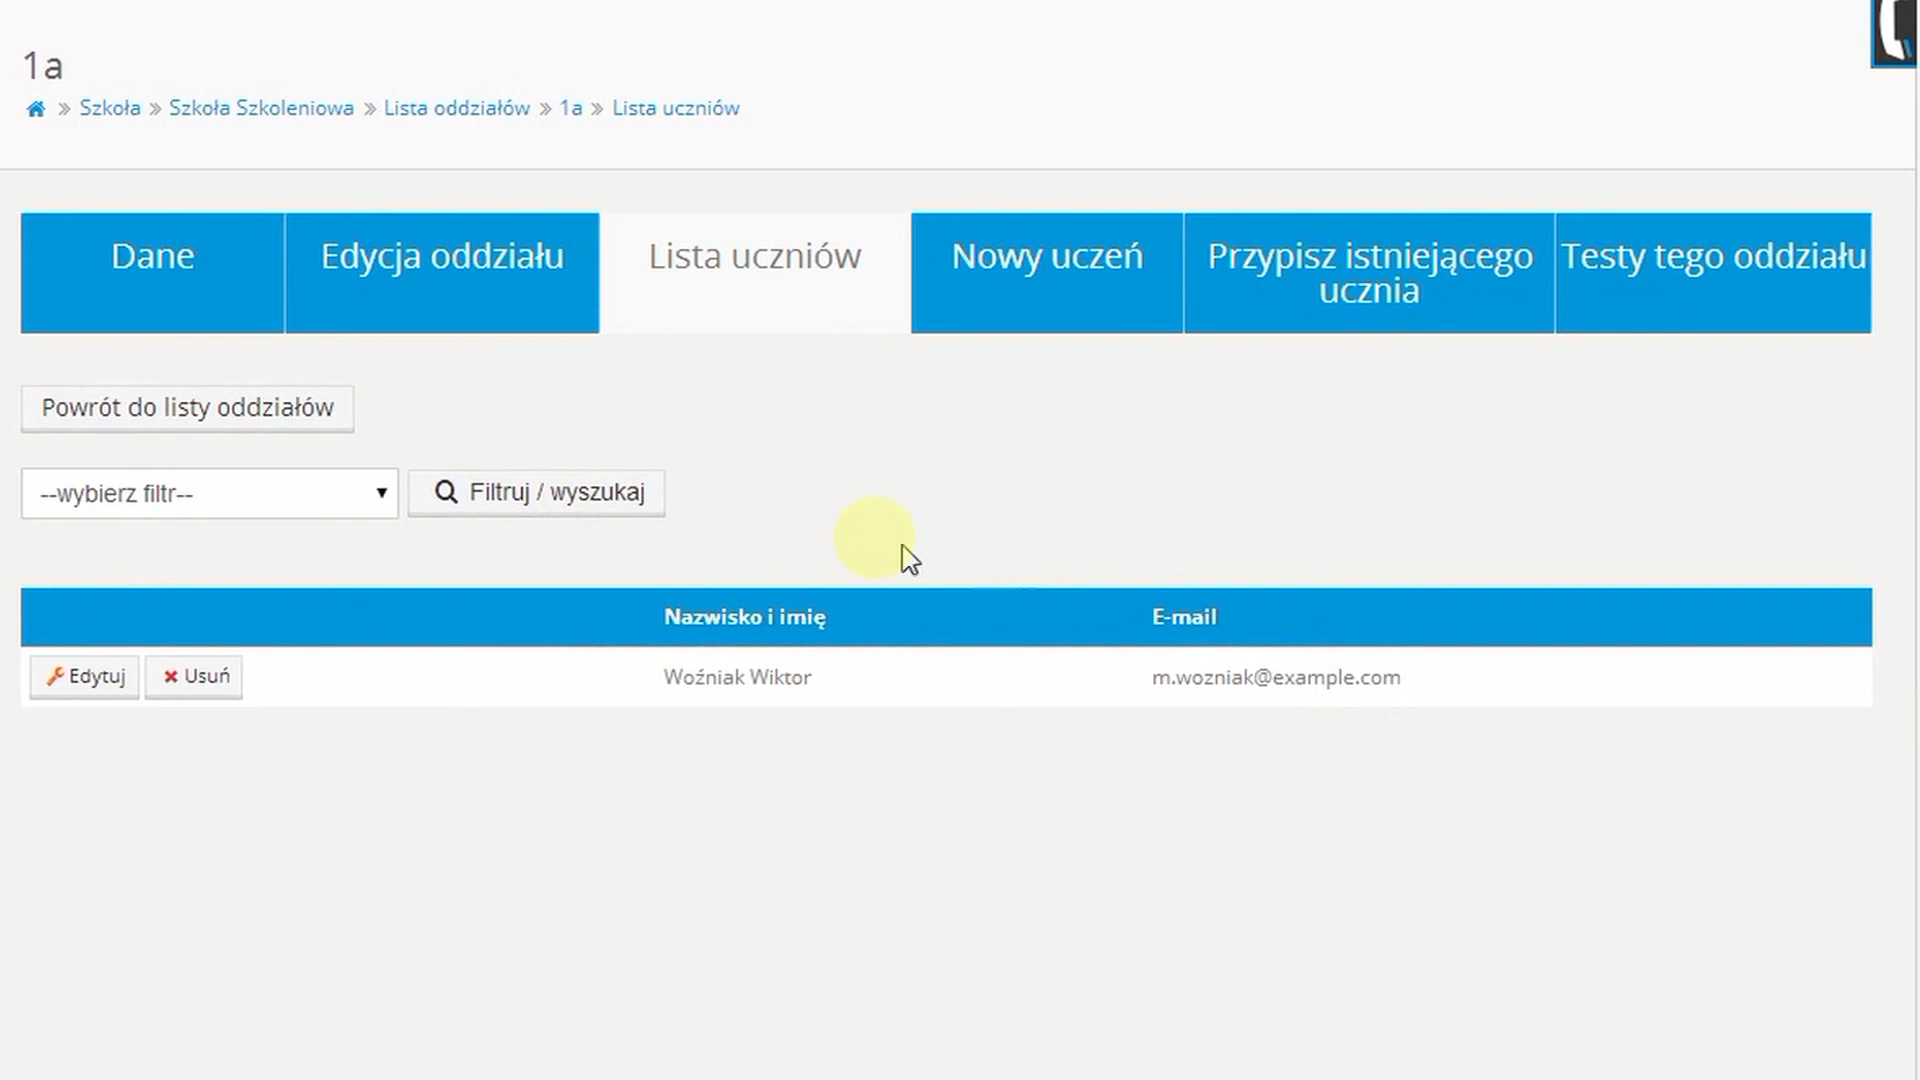 1a
Szkoła » Szkoła Szkoleniowa » Lista oddziałów » 1a » Lista uczniów
Dane
Edycja oddziału
Lista uczniów
Nowy uczeń
Przypisz istniejącego
ucznia
Testy tego oddziału
Powrót do listy oddziałów
--wybierz filtr--
Filtruj / wyszukaj
Nazwisko i imię
E-mail
Edytuj
Usuń
Woźniak Wiktor
m.wozniak@example.com